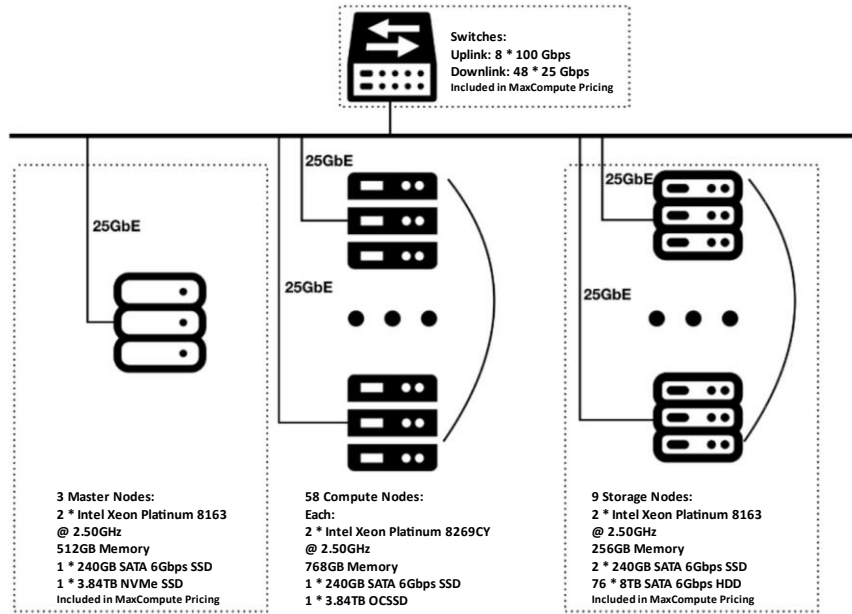 Switches:
Uplink: 8 * 100 Gbps
Downlink: 48 * 25 Gbps
Included in MaxCompute Pricing
25GbE
25GbE
25GbE
25GbE
25GbE
3 Master Nodes:
2 * Intel Xeon Platinum 8163
@ 2.50GHz
512GB Memory
1 * 240GB SATA 6Gbps SSD
1 * 3.84TB NVMe SSD
Included in MaxCompute Pricing
58 Compute Nodes:
Each:
2 * Intel Xeon Platinum 8269CY
@ 2.50GHz
768GB Memory
1 * 240GB SATA 6Gbps SSD
1 * 3.84TB OCSSD
9 Storage Nodes:
2 * Intel Xeon Platinum 8163
@ 2.50GHz
256GB Memory
2 * 240GB SATA 6Gbps SSD
76 * 8TB SATA 6Gbps HDD
Included in MaxCompute Pricing